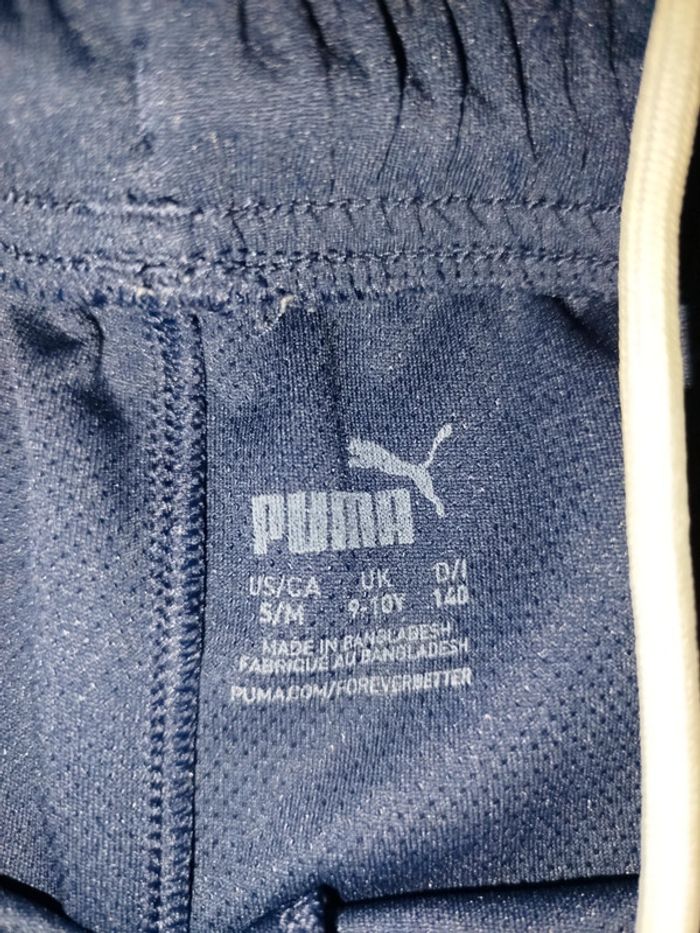 PUMA
US/CA UK D/I
S/M 9-10Y 140
MADE IN BANGLADESH
FABRIQUE AU BANGLADESH
PUMA.COM/FOREVERBETTER